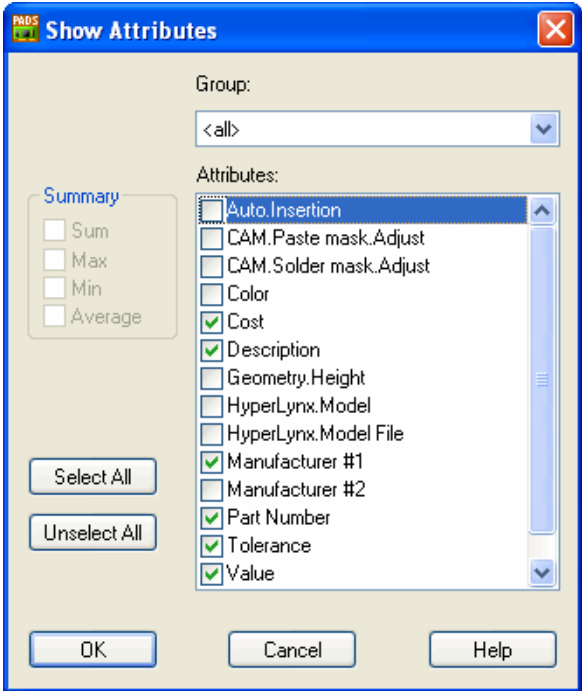 PADS
Show Attributes
Group:
<all>
Attributes:
Summary
Sum
Max
Min
Average
Auto.Insertion
CAM.Paste mask.Adjust
CAM.Solder mask.Adjust
Color
Cost
Description
Geometry.Height
HyperLynx.Model
HyperLynx.Model File
Manufacturer #1
Manufacturer #2
Part Number
Tolerance
Value
Select All
Unselect All
OK
Cancel
Help